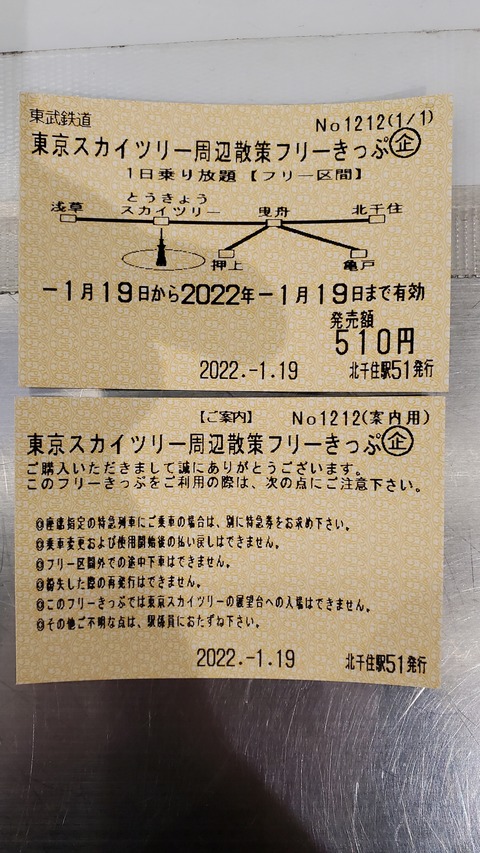 東武鉄道
No1212(1/1)
東京スカイツリー周辺散策フリーきっぷ㊭
1日乗り放題【フリー区間】
浅草
とうきょう
スカイツリー
曳舟
北千住
押上
亀戸
-1月19日から2022年-1月19日まで有効
発売額
510円
2022.-1.19
北千住駅51発行
【ご案内】
No1212(案内用)
東京スカイツリー周辺散策フリーきっぷ㊭
ご購入いただきまして誠にありがとうございます。
このフリーきっぷをご利用の際は、次の点にご注意下さい。
◎座席指定の特急列車にご乗車の場合は、別に特急券をお求め下さい。
◎乗車変更および使用開始後の払い戻しはできません。
◎フリー区間外での途中下車はできません。
◎紛失した際の再発行はできません。
◎このフリーきっぷでは東京スカイツリーの展望台への入場はできません。
◎その他ご不明な点は、駅係員におたずね下さい。
2022.-1.19
北千住駅51発行